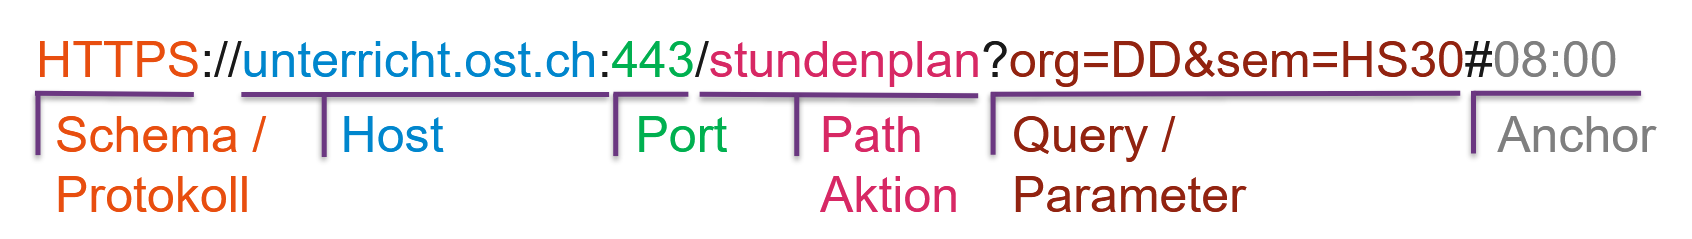 HTTPS://unterricht.ost.ch:443/stundenplan?org=DD&sem=HS30#08:00
Schema / Host Port Path Query / Anchor
Protokoll Aktion Parameter